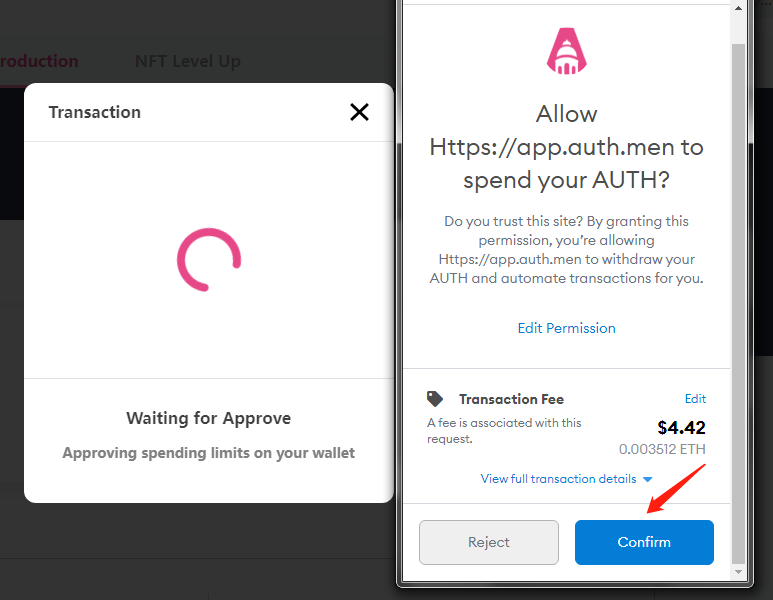 roduction
NFT Level Up
Transaction
Waiting for Approve
Approving spending limits on your wallet
Allow
Https://app.auth.men to
spend your AUTH?
Do you trust this site? By granting this
permission, you’re allowing
Https://app.auth.men to withdraw your
AUTH and automate transactions for you.
Edit Permission
Transaction Fee
Edit
A fee is associated with this
request.
$4.42
0.003512 ETH
View full transaction details
Reject
Confirm